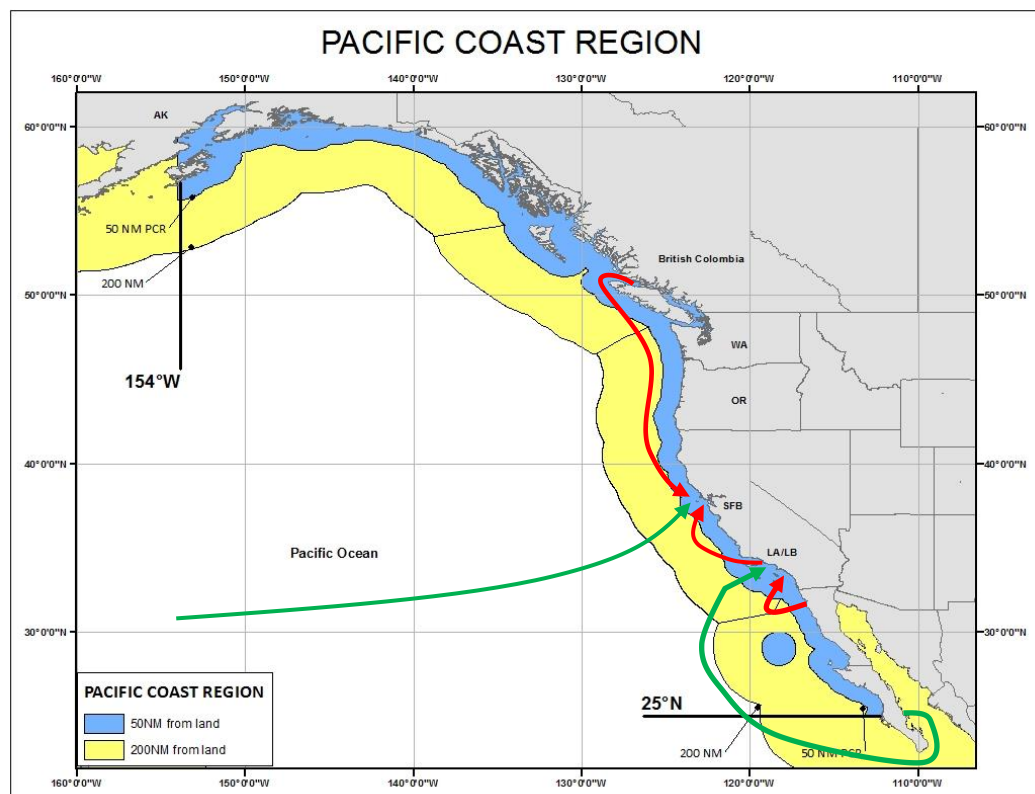 PACIFIC COAST REGION
160°0'0"W 150°0'0"W 140°0'0"W 130°0'0"W 120°0'0"W 110°0'0"W
AK
60°0'0"N 60°0'0"N
50 NM PCR
200 NM
British Colombia
50°0'0"N 50°0'0"N
WA
154°W
OR
40°0'0"N 40°0'0"N
SFB
Pacific Ocean
LA/LB
30°0'0"N 30°0'0"N
PACIFIC COAST REGION
50NM from land
200NM from land
25°N
200 NM
50 NM PCR
160°0'0"W 150°0'0"W 140°0'0"W 130°0'0"W 120°0'0"W 110°0'0"W